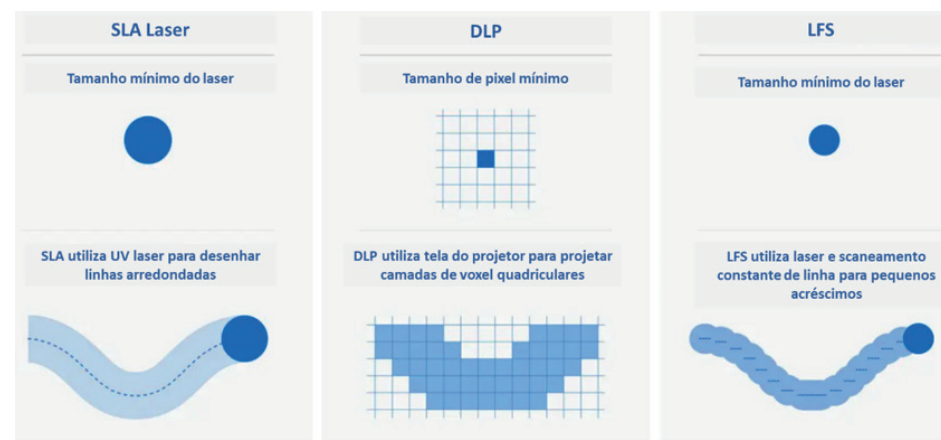 SLA Laser
Tamanho mínimo do laser
SLA utiliza UV laser para desenhar
linhas arredondadas
DLP
Tamanho de pixel mínimo
DLP utiliza tela do projetor para projetar
camadas de voxel quadriculares
LFS
Tamanho mínimo do laser
LFS utiliza laser e scaneamento
constante de linha para pequenos
acréscimos